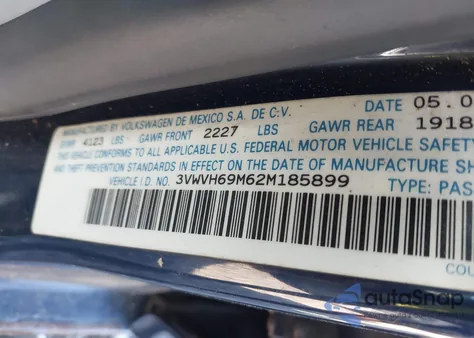 MANUFACTURED BY VOLKSWAGEN DE MEXICO S.A. DE C.V. DATE 05.0
GVWR 4123 LBS GAWR FRONT 2227 LBS GAWR REAR 1918
THIS VEHICLE CONFORMS TO ALL APPLICABLE U.S. FEDERAL MOTOR VEHICLE SAFETY
AND THEFT PREVENTION STANDARDS IN EFFECT ON THE DATE OF MANUFACTURE
VEHICLE I.D. 3VWVH69M62M185899 TYPE: PAS
COU
autoSnap